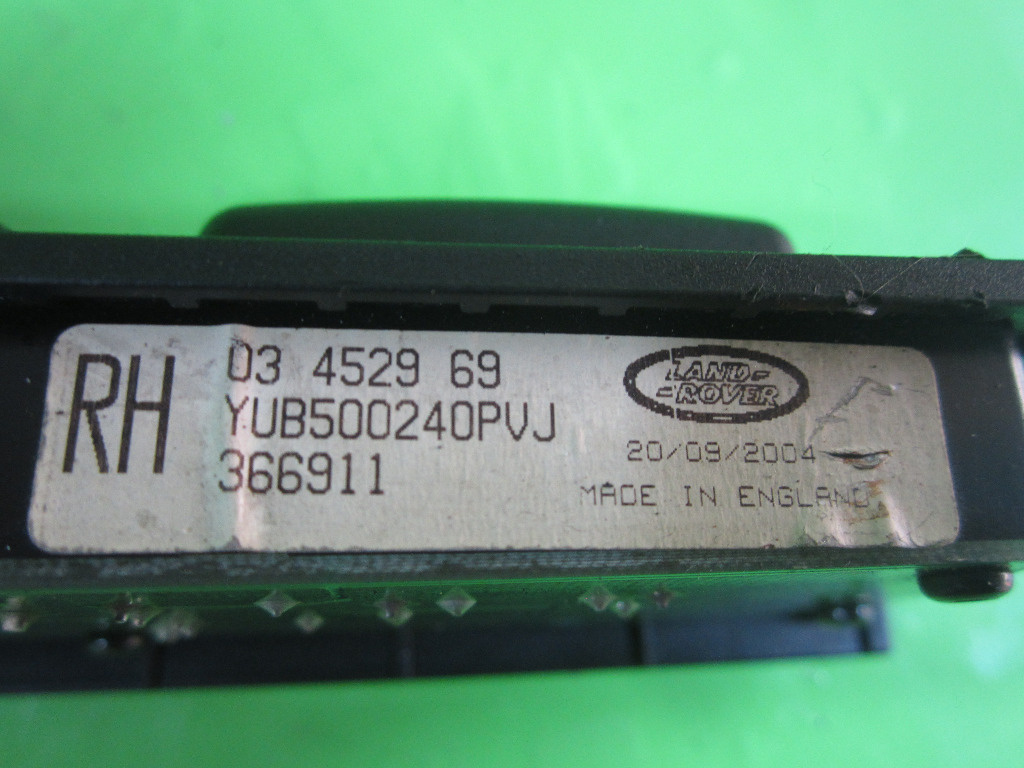 RH
03 4529 69
YUB500240PVJ
366911
LAND-
-ROVER
20/09/2004
MADE IN ENGLAND